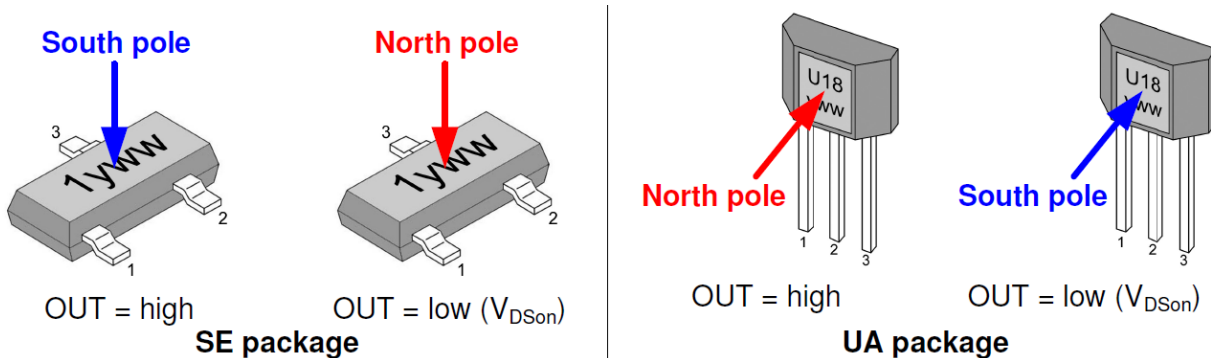 South pole
North pole
3
1yww
2
1
3
1yww
2
1
OUT = high
OUT = low (VDSon)
SE package
U18
yww
North pole
1
2
3
U18
yww
South pole
1
2
3
OUT = high
OUT = low (VDSon)
UA package